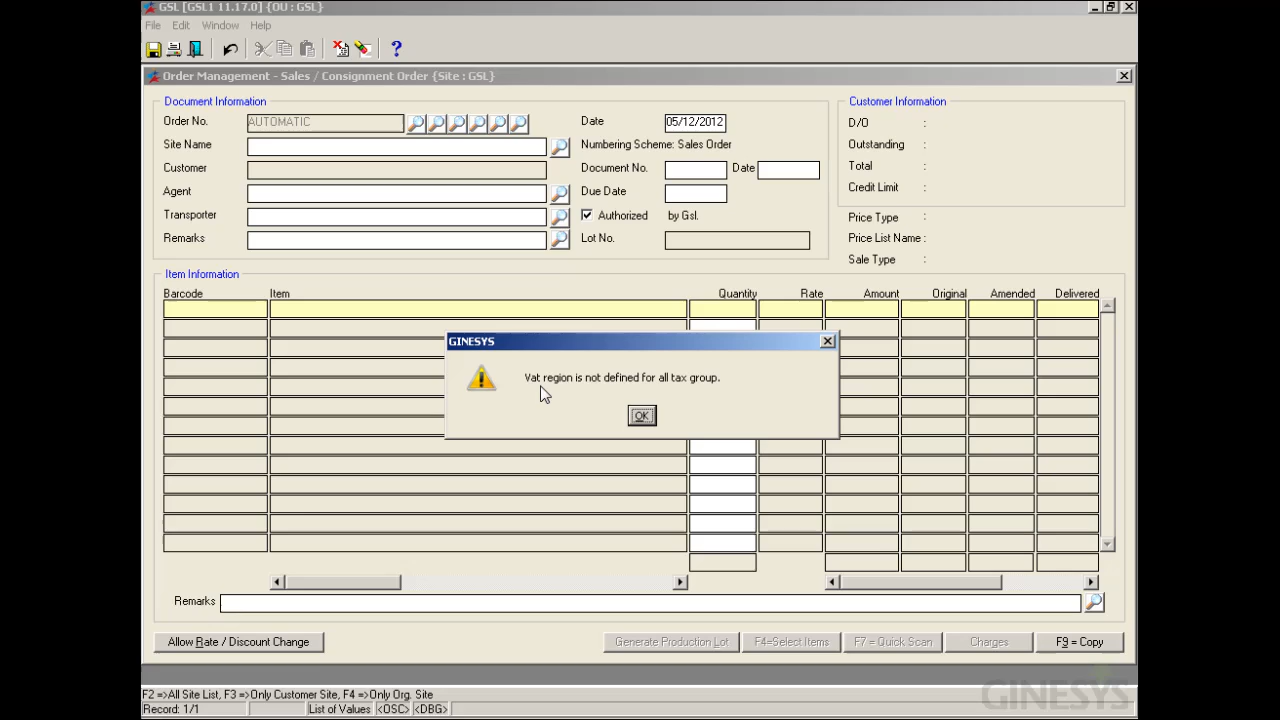 GSL [GSL1 11.17.0] {OU : GSL}
File Edit Window Help
Order Management - Sales / Consignment Order {Site : GSL}
Document Information
Customer Information
Order No. AUTOMATIC Date 05/12/2012 D/O :
Site Name Numbering Scheme: Sales Order Outstanding :
Customer Document No. Date Total :
Agent Due Date Credit Limit :
Transporter Authorized by Gsl. Price Type :
Remarks Lot No. Price List Name :
Sale Type :
Item Information
Barcode Item Quantity Rate Amount Original Amended Delivered
GINESYS
Vat region is not defined for all tax group.
OK
Remarks
Allow Rate / Discount Change Generate Production Lot F4=Select Items F7 = Quick Scan Charges F9 = Copy
F2 =>All Site List, F3 =>Only Customer Site, F4 =>Only Org. Site
Record: 1/1 List of Values <OSC> <DBG>
GINESYS